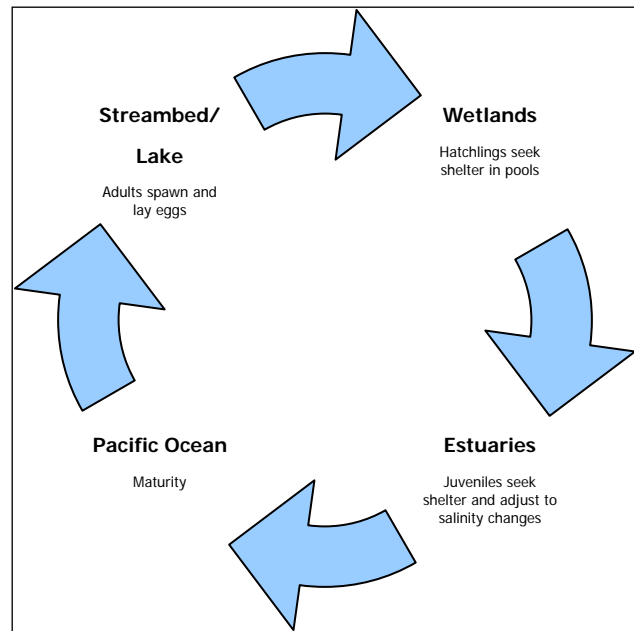 Streambed/
Lake
Adults spawn and
lay eggs
Wetlands
Hatchlings seek
shelter in pools
Pacific Ocean
Maturity
Estuaries
Juveniles seek
shelter and adjust to
salinity changes